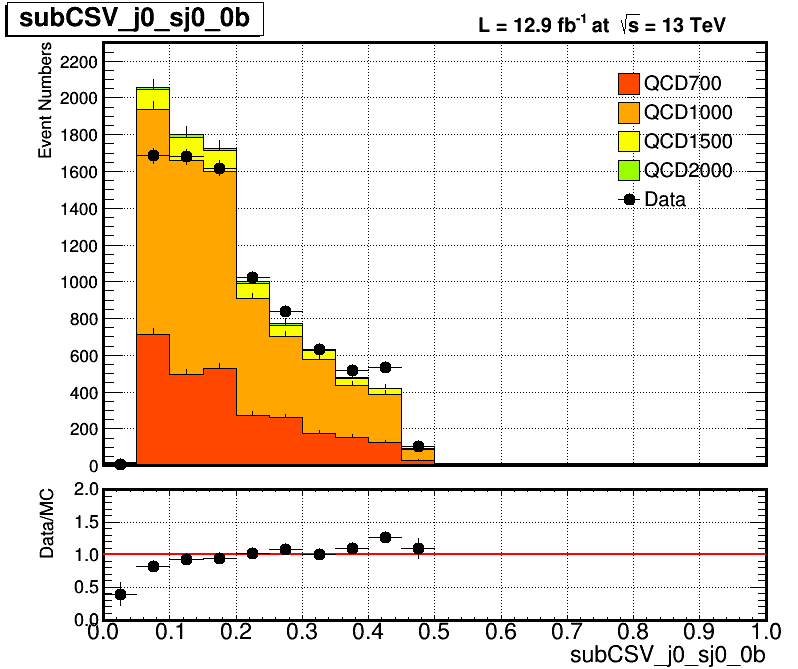 subCSV_j0_sj0_0b
L = 12.9 fb⁻¹ at √s = 13 TeV
Event Numbers
2200
2000
1800
1600
1400
1200
1000
800
600
400
200
0
QCD700
QCD1000
QCD1500
QCD2000
Data
Data/MC
2.0
1.5
1.0
0.5
0.0
0.0 0.1 0.2 0.3 0.4 0.5 0.6 0.7 0.8 0.9 1.0
subCSV_j0_sj0_0b